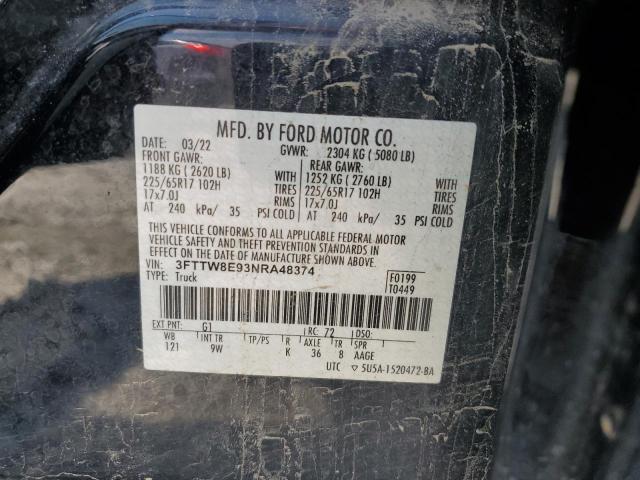 MFD. BY FORD MOTOR CO.
DATE: 03/22 GVWR: 2304 KG (5080 LB)
FRONT GAWR: REAR GAWR:
1188 KG (2620 LB) WITH 1252 KG (2760 LB) WITH
225/65R17 102H TIRES 225/65R17 102H TIRES
17x7.0J RIMS 17x7.0J RIMS
AT 240 kPa/ 35 PSI COLD AT 240 kPa/ 35 PSI COLD
THIS VEHICLE CONFORMS TO ALL APPLICABLE FEDERAL MOTOR
VEHICLE SAFETY AND THEFT PREVENTION STANDARDS IN
EFFECT ON THE DATE OF MANUFACTURE SHOWN ABOVE.
VIN: 3FTTW8E93NRA48374 F0199
TYPE: Truck T0449
EXT PNT: G1 RC: 72 DSO:
WB INT TR TP/PS R AXLE TR SPR
121 9W K 36 8 AAGE
UTC ▽ 5U5A-1520472-BA